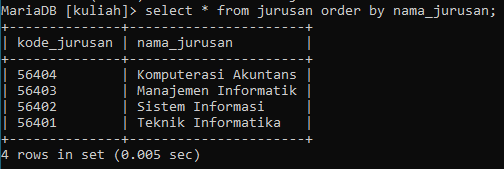 MariaDB [kuliah]> select * from jurusan order by nama_jurusan;
+--------------+----------------------+
| kode_jurusan | nama_jurusan         |
+--------------+----------------------+
| 56404        | Komputerasi Akuntans |
| 56403        | Manajemen Informatik |
| 56402        | Sistem Informasi     |
| 56401        | Teknik Informatika   |
+--------------+----------------------+
4 rows in set (0.005 sec)